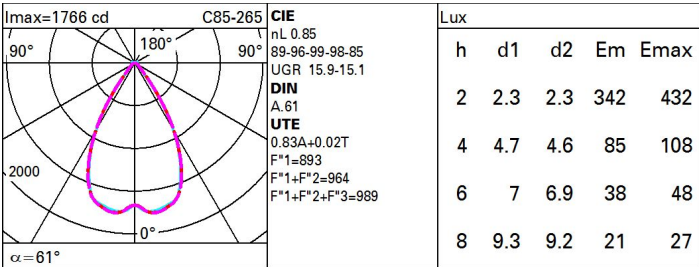 Imax=1766 cd C85-265
90° 180° 90°
2000
0°
α=61°
CIE
nL 0.85
89-96-99-98-85
UGR 15.9-15.1
DIN
A.61
UTE
0.83A+0.02T
F"1=893
F"1+F"2=964
F"1+F"2+F"3=989
Lux
h d1 d2 Em Emax
2 2.3 2.3 342 432
4 4.7 4.6 85 108
6 7 6.9 38 48
8 9.3 9.2 21 27